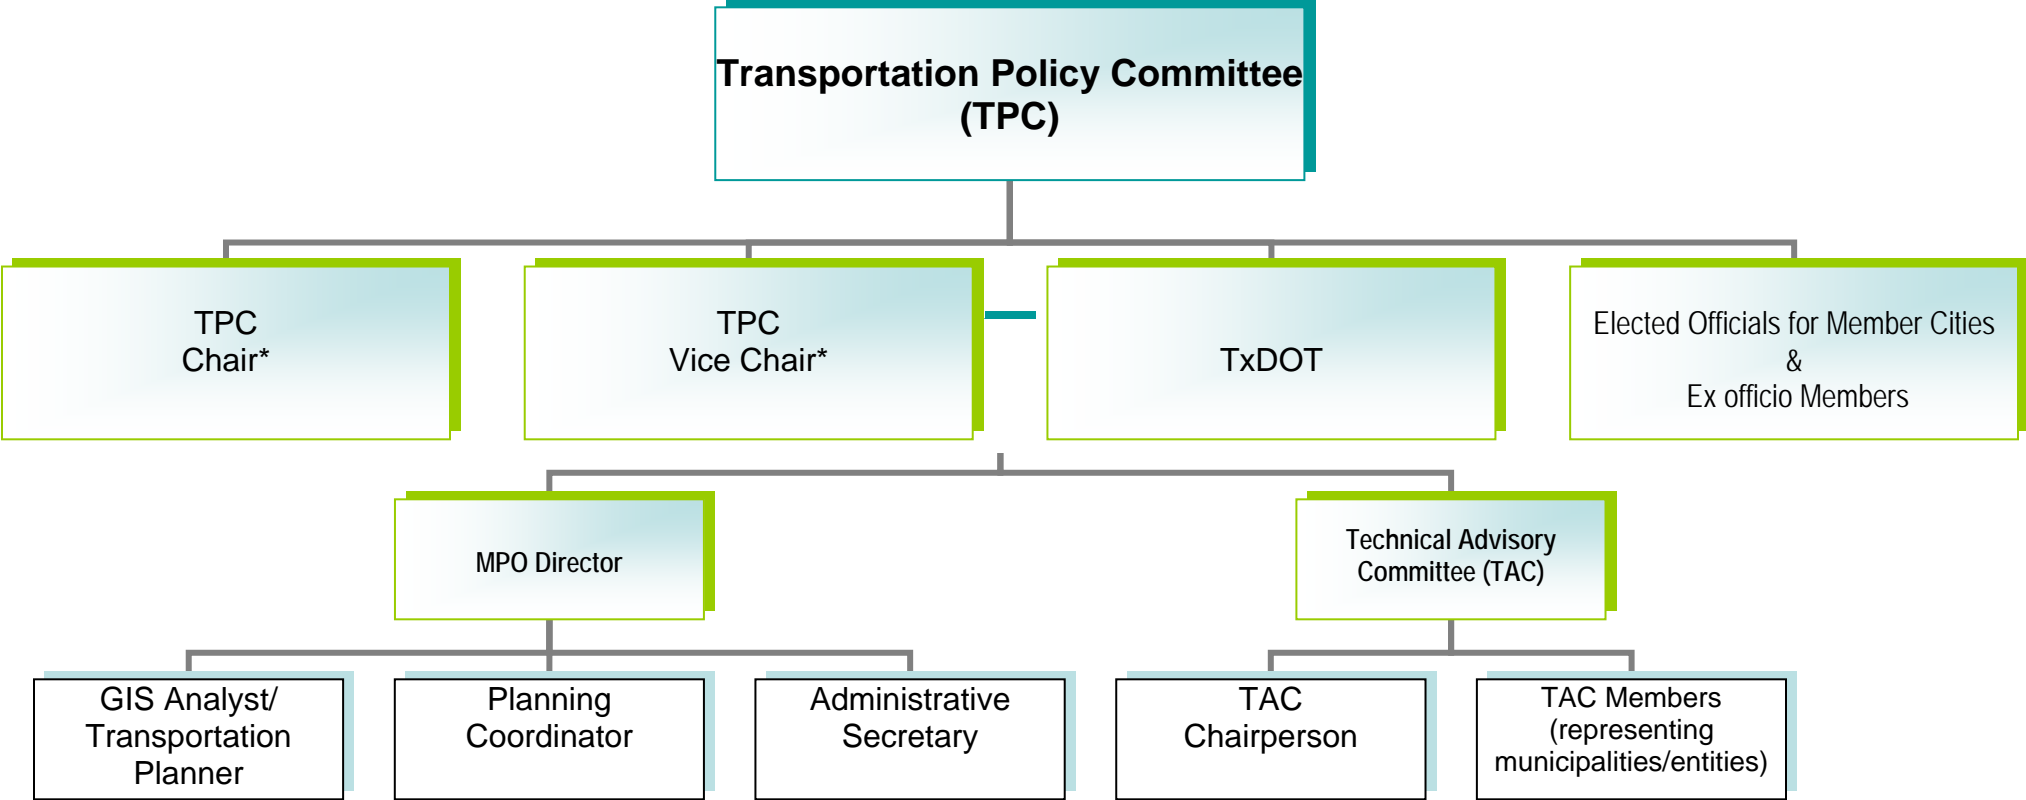 Transportation Policy Committee
(TPC)
TPC
Chair*
TPC
Vice Chair*
TxDOT
Elected Officials for Member Cities
&
Ex officio Members
MPO Director
Technical Advisory
Committee (TAC)
GIS Analyst/
Transportation
Planner
Planning
Coordinator
Administrative
Secretary
TAC
Chairperson
TAC Members
(representing
municipalities/entities)